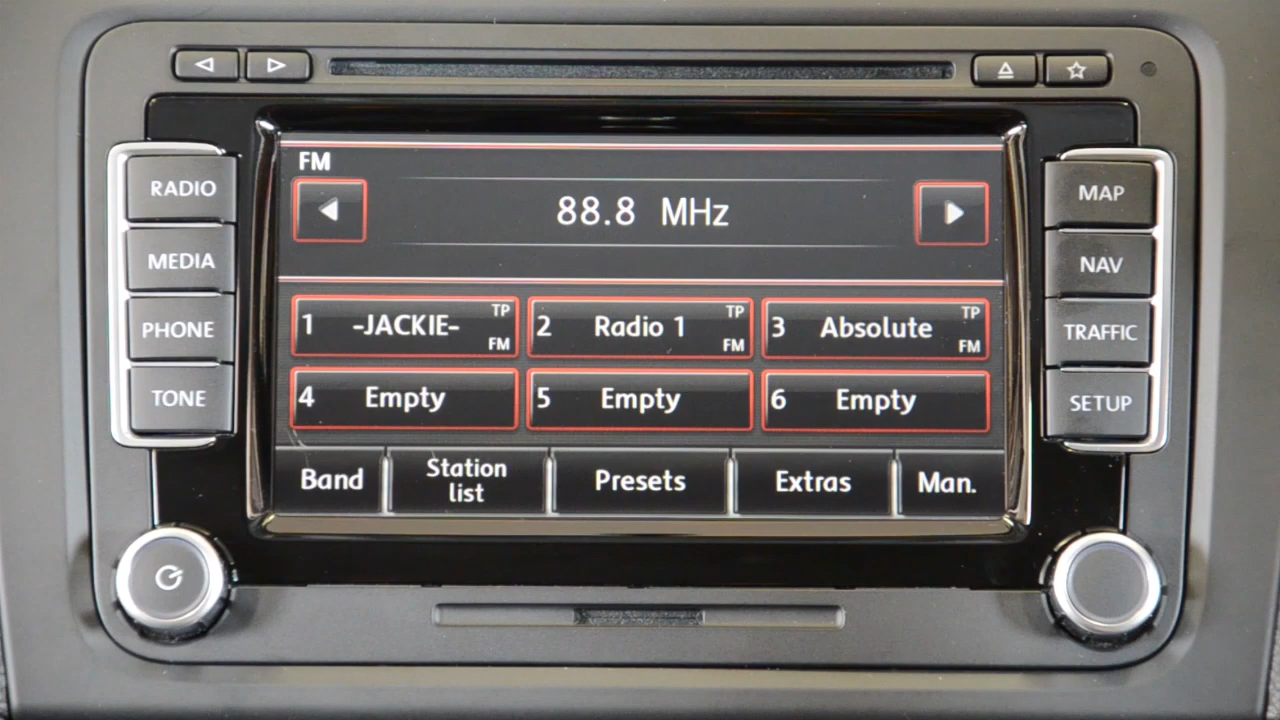 FM
88.8 MHz
RADIO
MEDIA
PHONE
TONE
1 -JACKIE- TP FM
2 Radio 1 TP FM
3 Absolute TP FM
4 Empty
5 Empty
6 Empty
Band
Station
list
Presets
Extras
Man.
MAP
NAV
TRAFFIC
SETUP